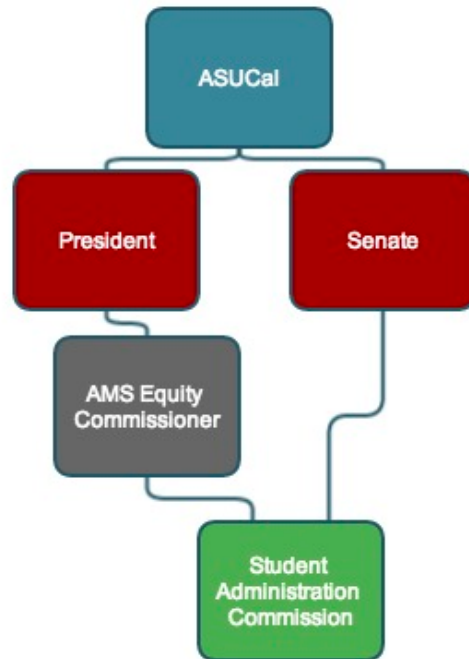 ASUCal
President
Senate
AMS Equity
Commissioner
Student
Administration
Commission